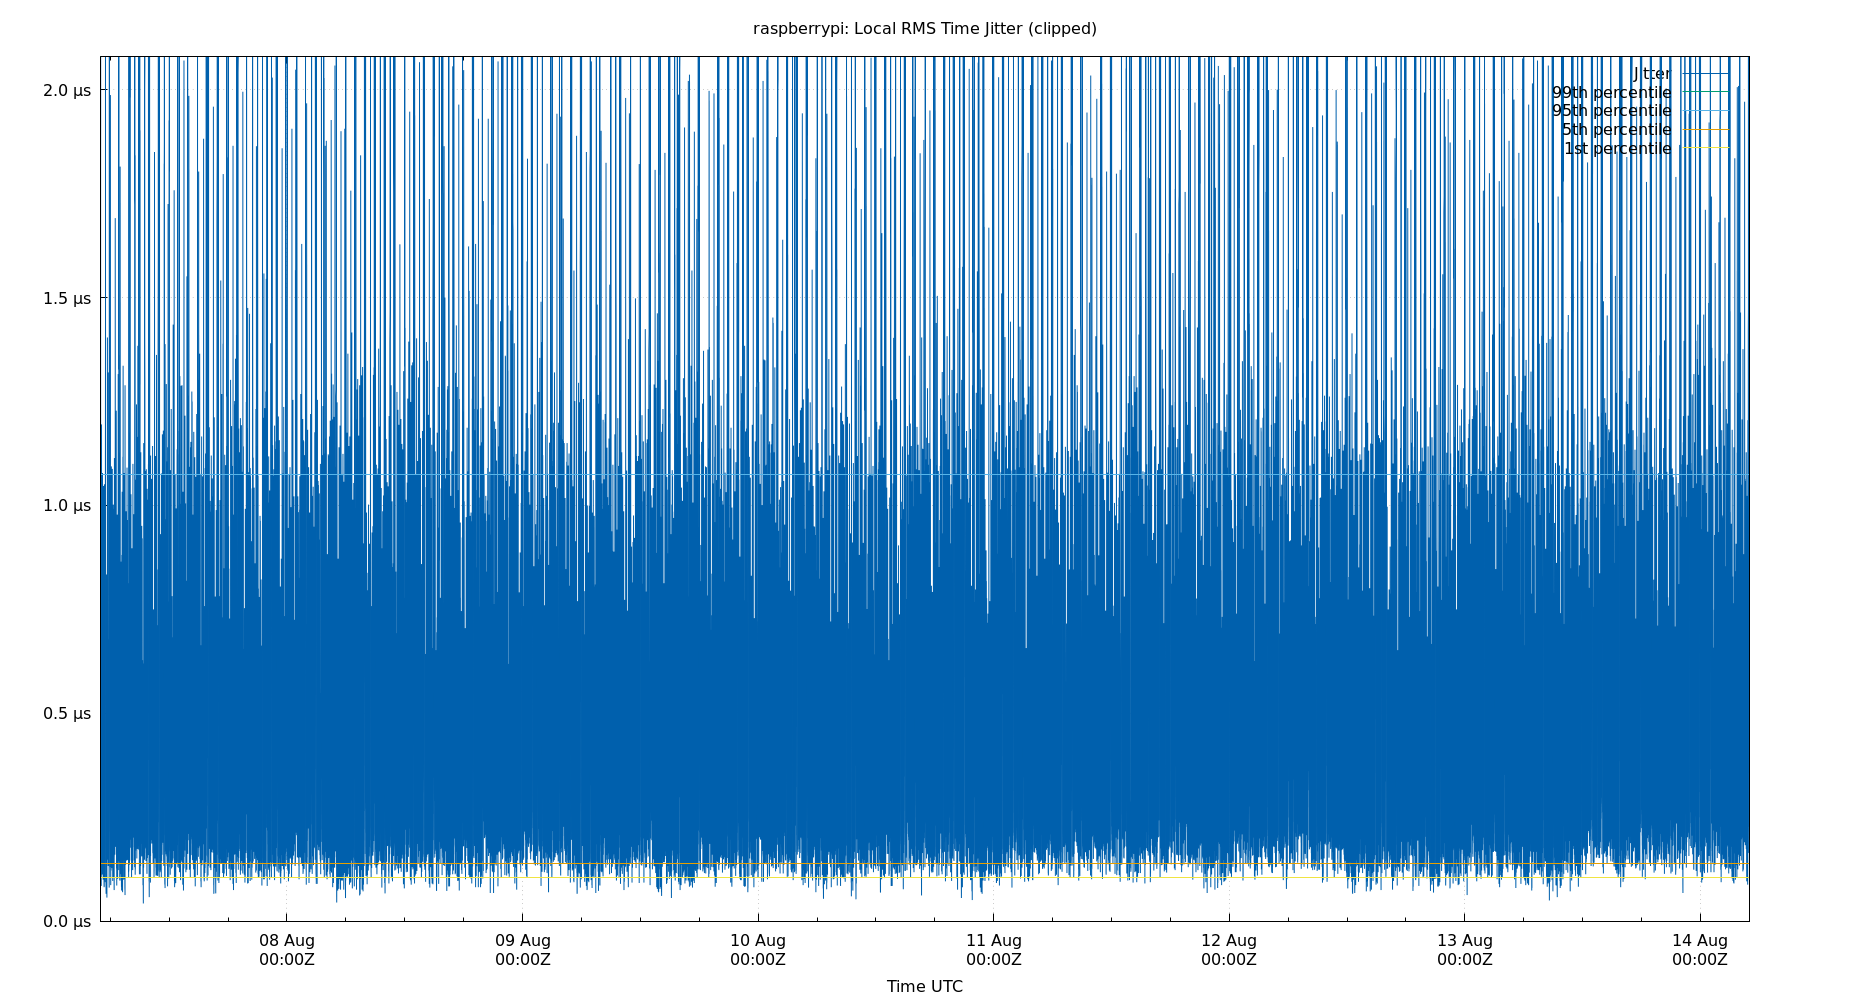 raspberrypi: Local RMS Time Jitter (clipped)
2.0 µs
1.5 µs
1.0 µs
0.5 µs
0.0 µs
Jitter
99th percentile
95th percentile
5th percentile
1st percentile
08 Aug
00:00Z
09 Aug
00:00Z
10 Aug
00:00Z
11 Aug
00:00Z
12 Aug
00:00Z
13 Aug
00:00Z
14 Aug
00:00Z
Time UTC